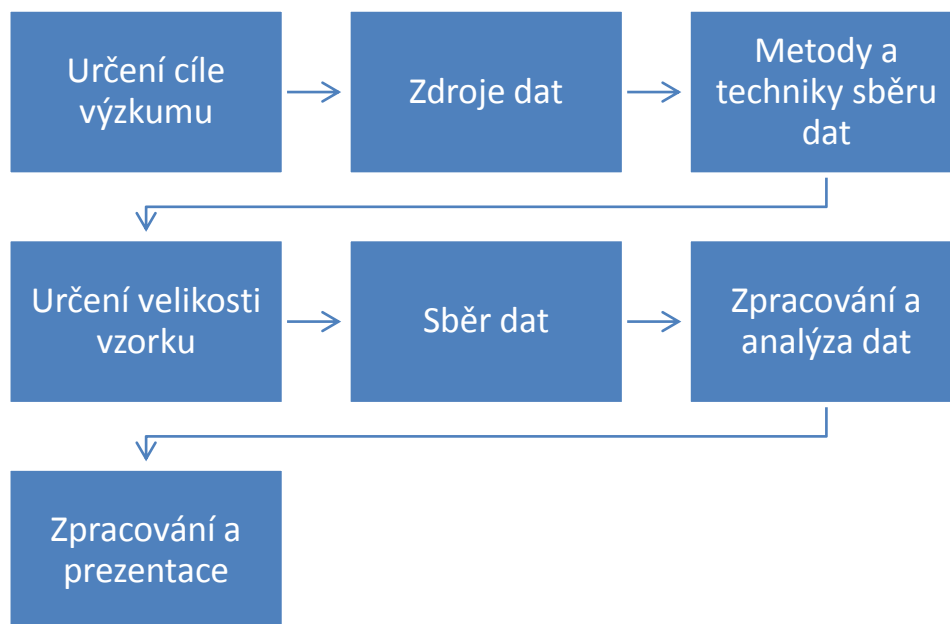 Určení cíle
výzkumu
Zdroje dat
Metody a
techniky sběru
dat
Určení velikosti
vzorku
Sběr dat
Zpracování a
analýza dat
Zpracování a
prezentace